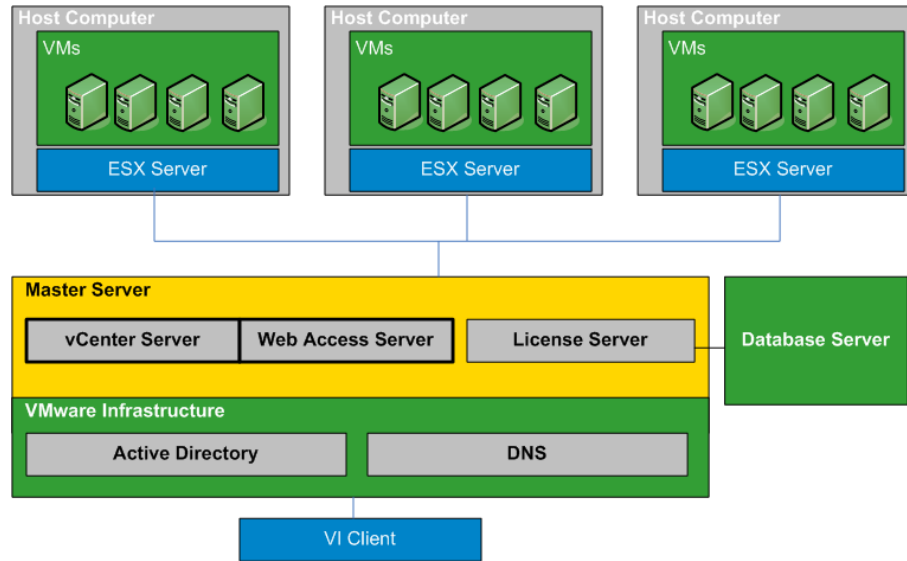 Host Computer
VMs
ESX Server
Host Computer
VMs
ESX Server
Host Computer
VMs
ESX Server
Master Server
vCenter Server
Web Access Server
License Server
Database Server
VMware Infrastructure
Active Directory
DNS
VI Client